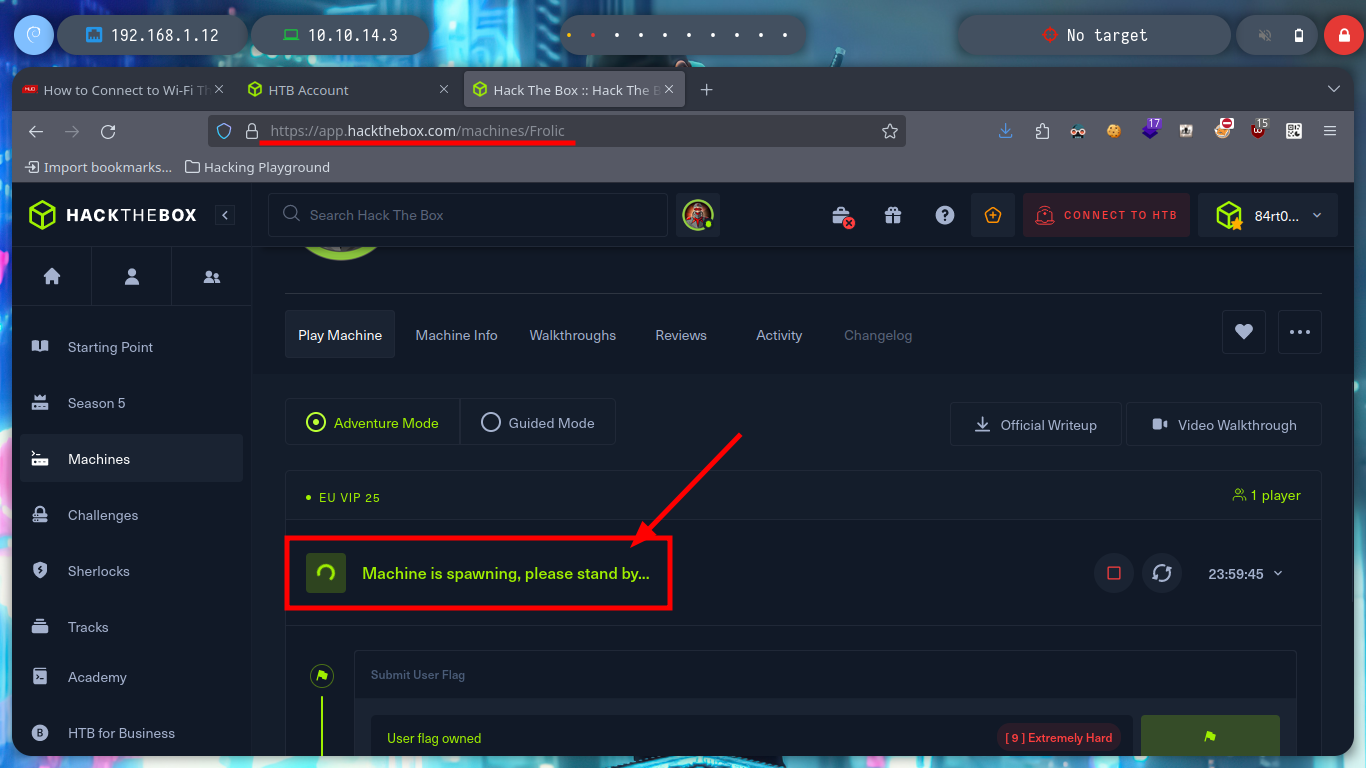 192.168.1.12
10.10.14.3
No target
How to Connect to Wi-Fi Th
HTB Account
Hack The Box :: Hack The B
https://app.hackthebox.com/machines/Frolic
17
15
Import bookmarks...
Hacking Playground
HACKTHEBOX
Search Hack The Box
CONNECT TO HTB
84rt0...
Play Machine
Machine Info
Walkthroughs
Reviews
Activity
Changelog
Starting Point
Season 5
Machines
Challenges
Sherlocks
Tracks
Academy
HTB for Business
Adventure Mode
Guided Mode
Official Writeup
Video Walkthrough
EU VIP 25
1 player
Machine is spawning, please stand by...
23:59:45
Submit User Flag
User flag owned
[ 9 ] Extremely Hard